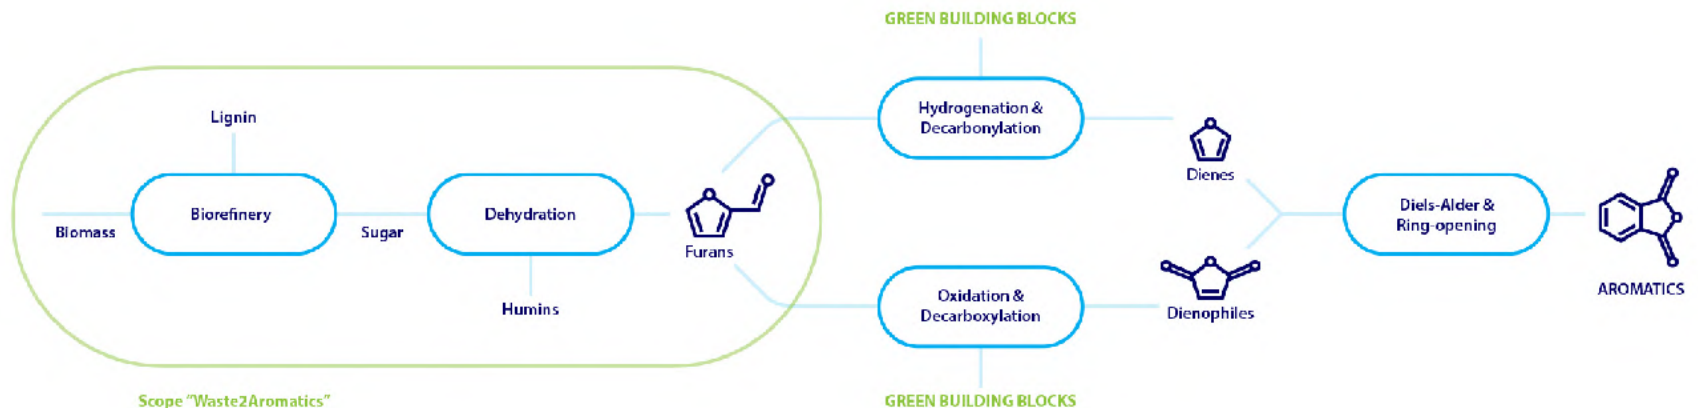 GREEN BUILDING BLOCKS
Hydrogenation &
Decarbonylation
Lignin
Biorefinery
Dehydration
Biomass
Sugar
Furans
Humins
Dienes
Diels-Alder &
Ring-opening
AROMATICS
Oxidation &
Decarboxylation
Dienophiles
GREEN BUILDING BLOCKS
Scope "Waste2Aromatics"